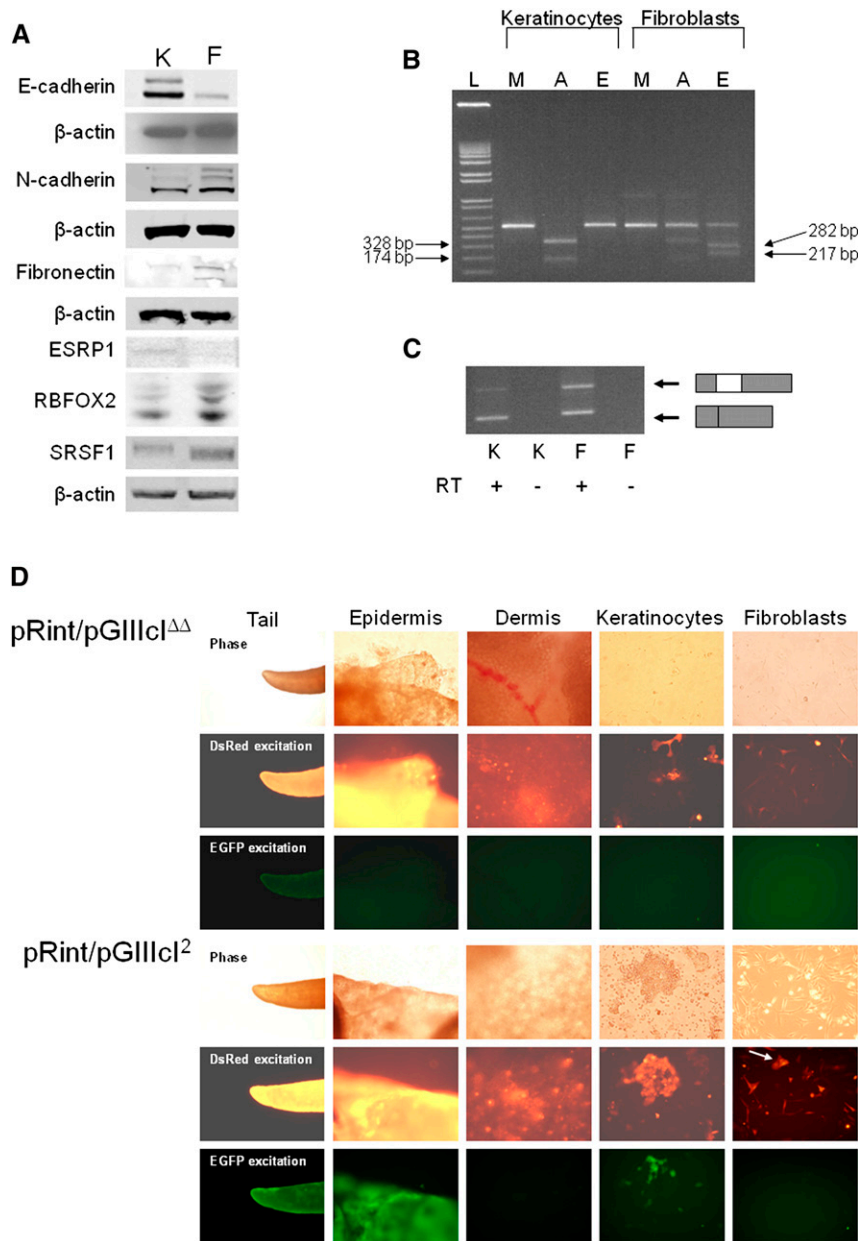 A
K F
E-cadherin
β-actin
N-cadherin
β-actin
Fibronectin
β-actin
ESRP1
RBFOX2
SRSF1
β-actin
B
Keratinocytes Fibroblasts
L M A E M A E
328 bp
174 bp
282 bp
217 bp
C
K K F F
RT + - + -
D
pRint/pGIIIcI^ΔΔ
Tail Epidermis Dermis Keratinocytes Fibroblasts
Phase
DsRed excitation
EGFP excitation
pRint/pGIIIcI²
Phase
DsRed excitation
EGFP excitation